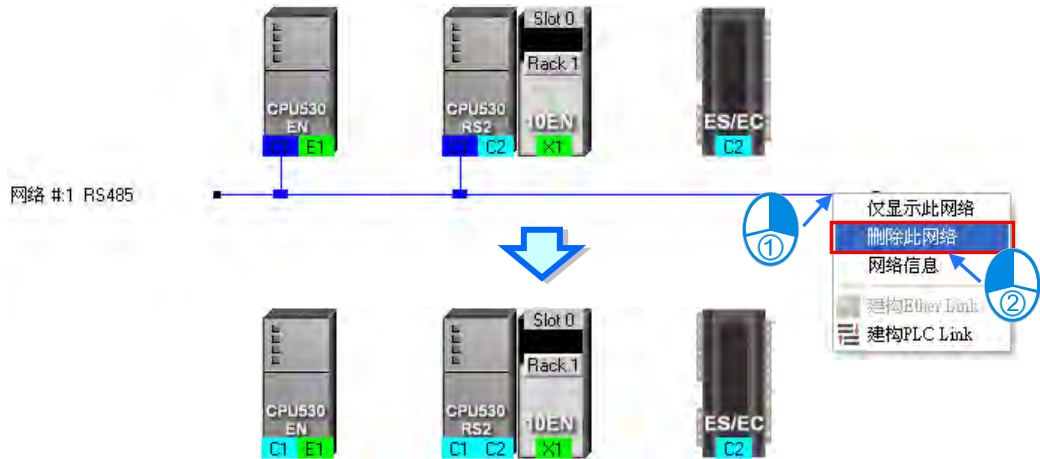 Slot 0
Rack 1
CPU530
EN
C1 E1
CPU530
RS2
C1 C2
10EN
X1
ES/EC
C2
网络 #:1 RS485
仅显示此网络
删除此网络
网络信息
建构Ether Link
建构PLC Link
①
②
Slot 0
Rack 1
CPU530
EN
C1 E1
CPU530
RS2
C1 C2
10EN
X1
ES/EC
C2